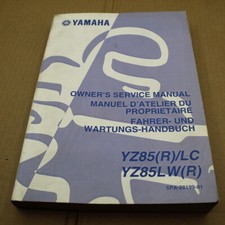 YAMAHA
OWNER'S SERVICE MANUAL
MANUEL D'ATELIER DU
PROPRIETAIRE
FAHRER- UND
WARTUNGS-HANDBUCH
YZ85(R)/LC
YZ85LW(R)